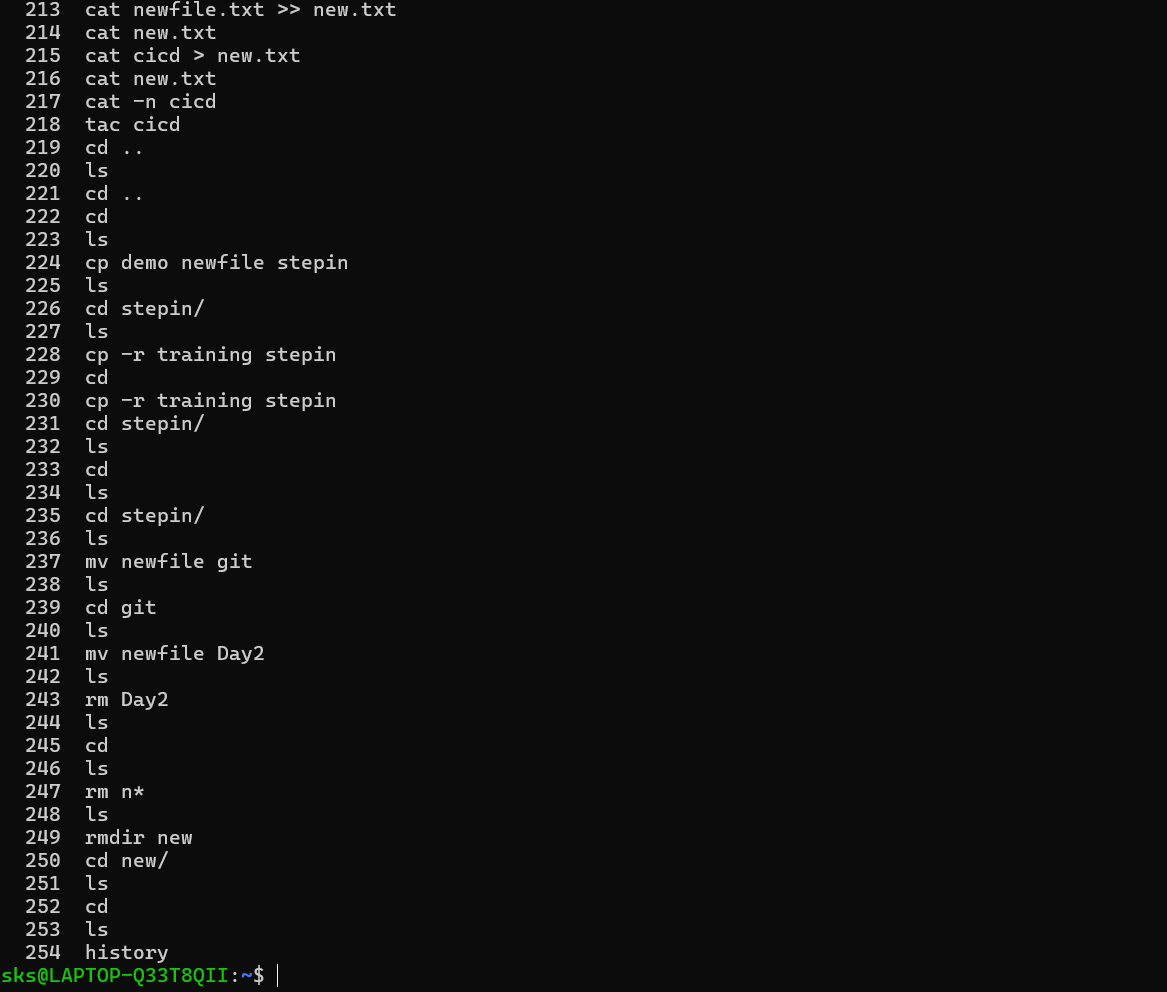 213  cat newfile.txt >> new.txt
214  cat new.txt
215  cat cicd > new.txt
216  cat new.txt
217  cat -n cicd
218  tac cicd
219  cd ..
220  ls
221  cd ..
222  cd
223  ls
224  cp demo newfile stepin
225  ls
226  cd stepin/
227  ls
228  cp -r training stepin
229  cd
230  cp -r training stepin
231  cd stepin/
232  ls
233  cd
234  ls
235  cd stepin/
236  ls
237  mv newfile git
238  ls
239  cd git
240  ls
241  mv newfile Day2
242  ls
243  rm Day2
244  ls
245  cd
246  ls
247  rm n*
248  ls
249  rmdir new
250  cd new/
251  ls
252  cd
253  ls
254  history
sks@LAPTOP-Q33T8QII:~$